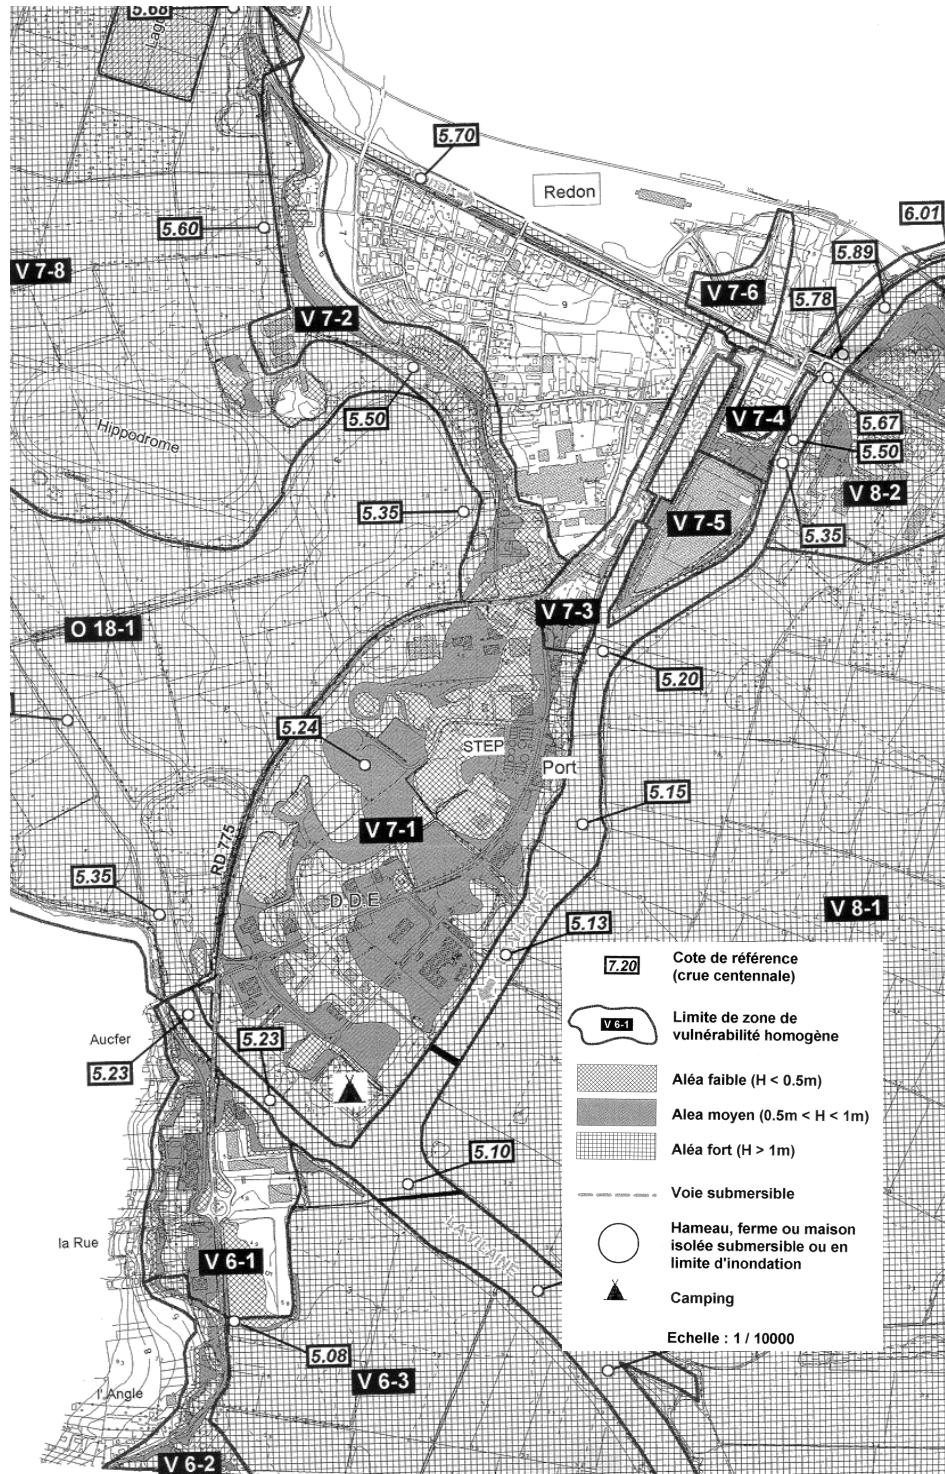 5.68
Lagu
5.70
Redon
5.60
6.01
5.89
V 7-8
V 7-6
5.78
V 7-2
5.50
V 7-4
5.67
5.50
Hippodrome
BASSIN
V 8-2
5.35
V 7-5
5.35
V 7-3
O 18-1
5.20
5.24
STEP
Port
5.15
V 7-1
RD 775
5.35
D D E
V 8-1
5.13
VILAINE
7.20
Cote de référence
(crue centennale)
V 6-1
Limite de zone de
vulnérabilité homogène
Aucfer
5.23
5.23
Aléa faible (H < 0.5m)
Alea moyen (0.5m < H < 1m)
Aléa fort (H > 1m)
5.10
Voie submersible
Hameau, ferme ou maison
isolée submersible ou en
limite d'inondation
la Rue
LA VILAINE
V 6-1
Camping
Echelle : 1 / 10000
5.08
V 6-3
l'Angle
V 6-2